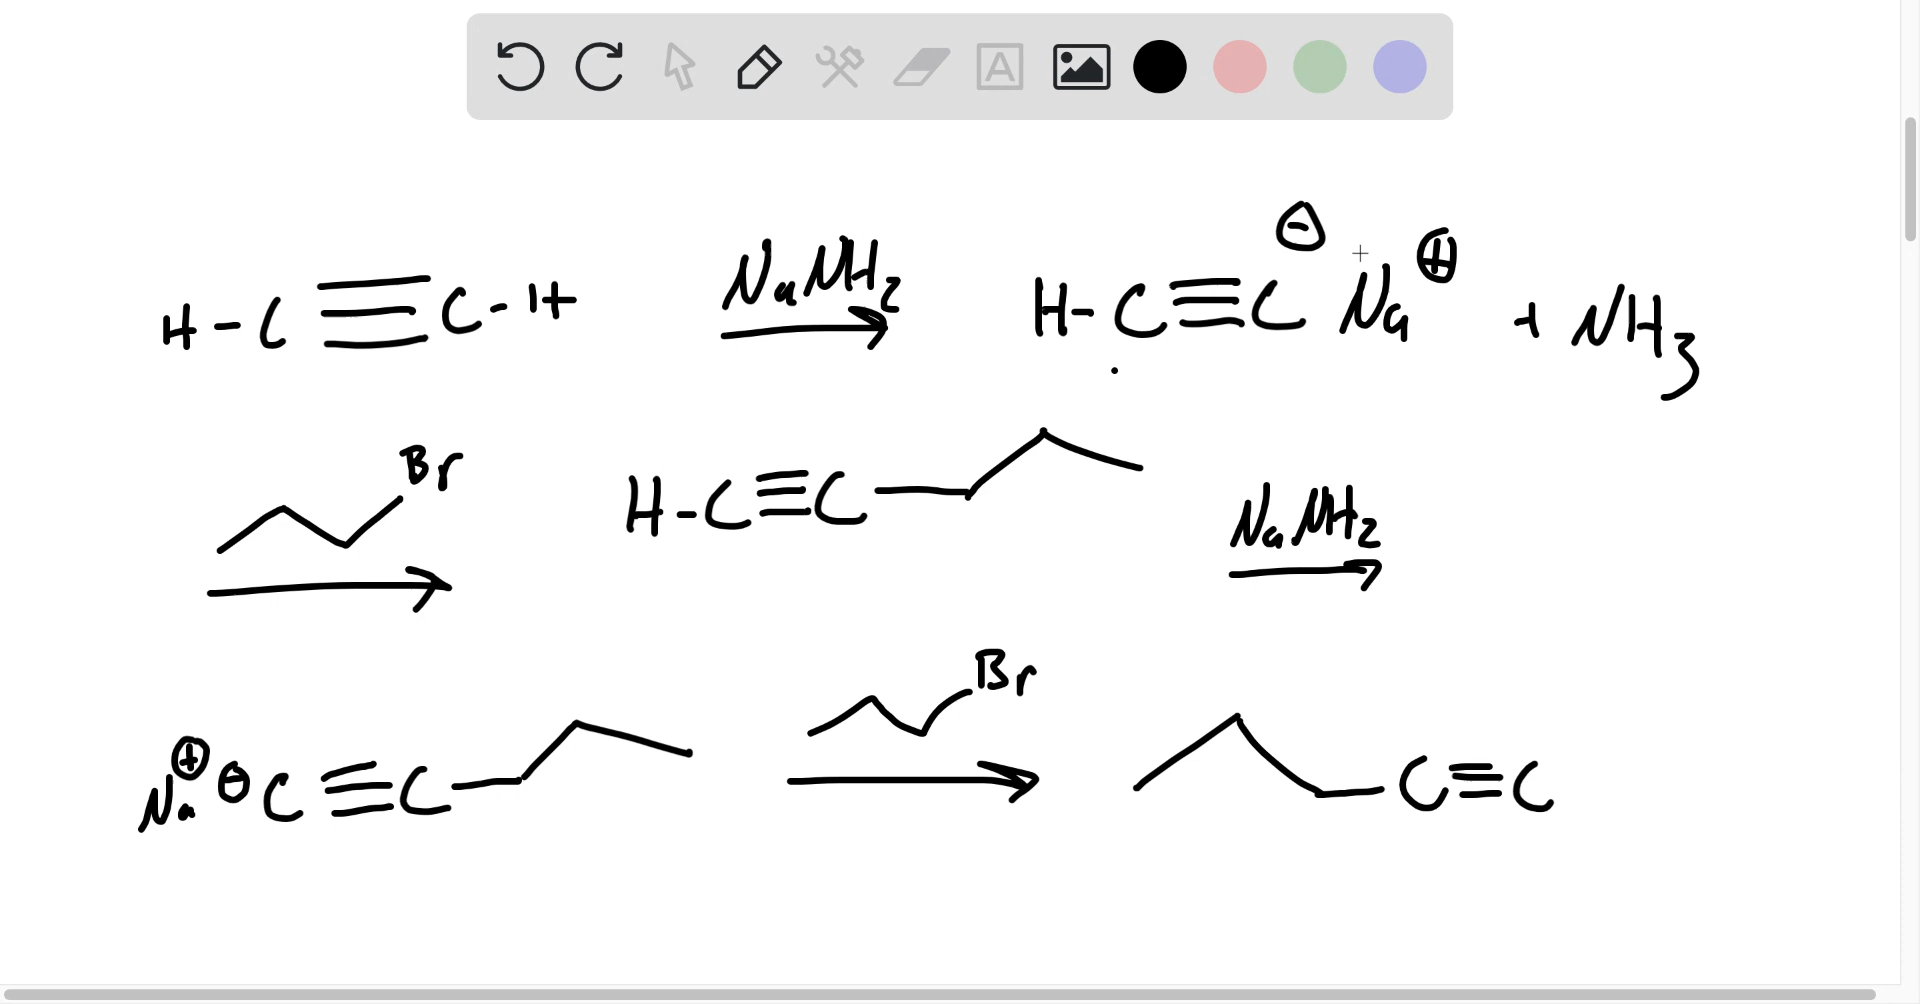 H-C≡C-H NaNH2 H-C≡C⊖ Na⊕ + NH3
Br H-C≡C NaNH2
Na⊕ ⊖C≡C Br C≡C